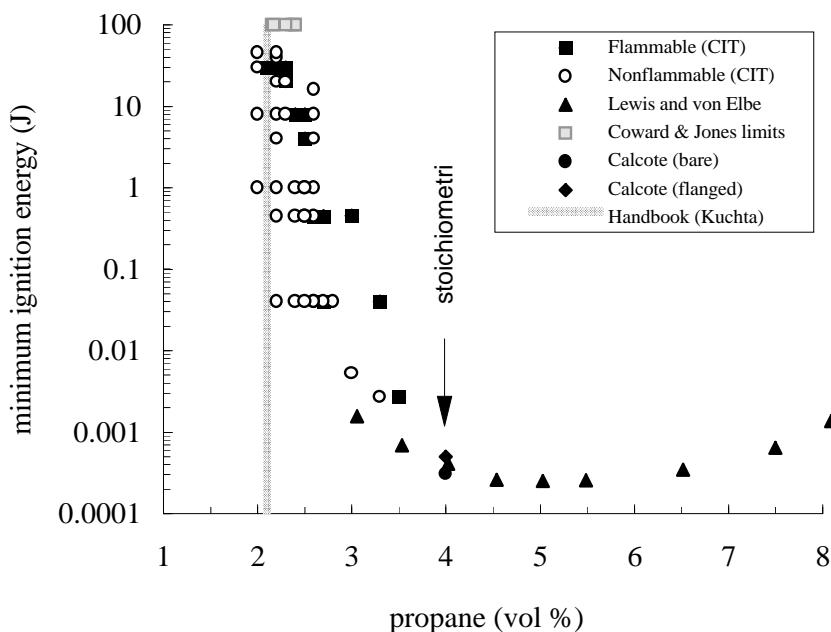 100
10
1
0.1
0.01
0.001
0.0001
minimum ignition energy (J)
1 2 3 4 5 6 7 8
propane (vol %)
stoichiometri
Flammable (CIT)
Nonflammable (CIT)
Lewis and von Elbe
Coward & Jones limits
Calcote (bare)
Calcote (flanged)
Handbook (Kuchta)